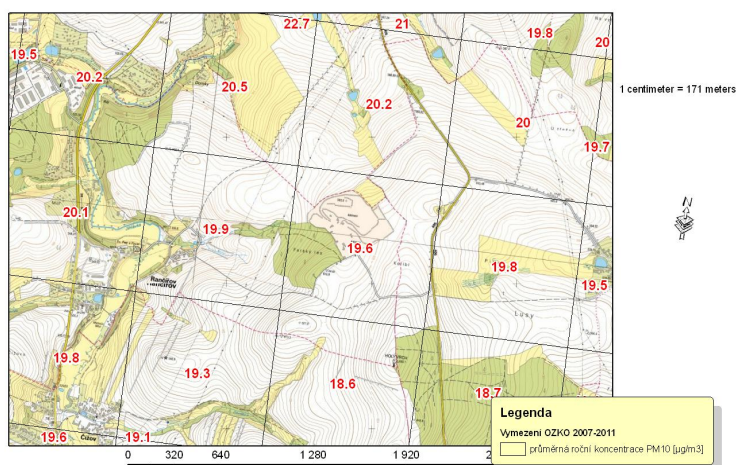 22.7
21
19.8
20
19.5
20.2
20.5
20.2
20
19.7
1 centimeter = 171 meters
N
20.1
19.9
19.6
19.8
19.5
Rančířov
19.8
19.3
18.6
18.7
19.6
Čížov
19.1
Legenda
Vymezení OZKO 2007-2011
průměrná roční koncentrace PM10 [µg/m3]
0 320 640 1 280 1 920